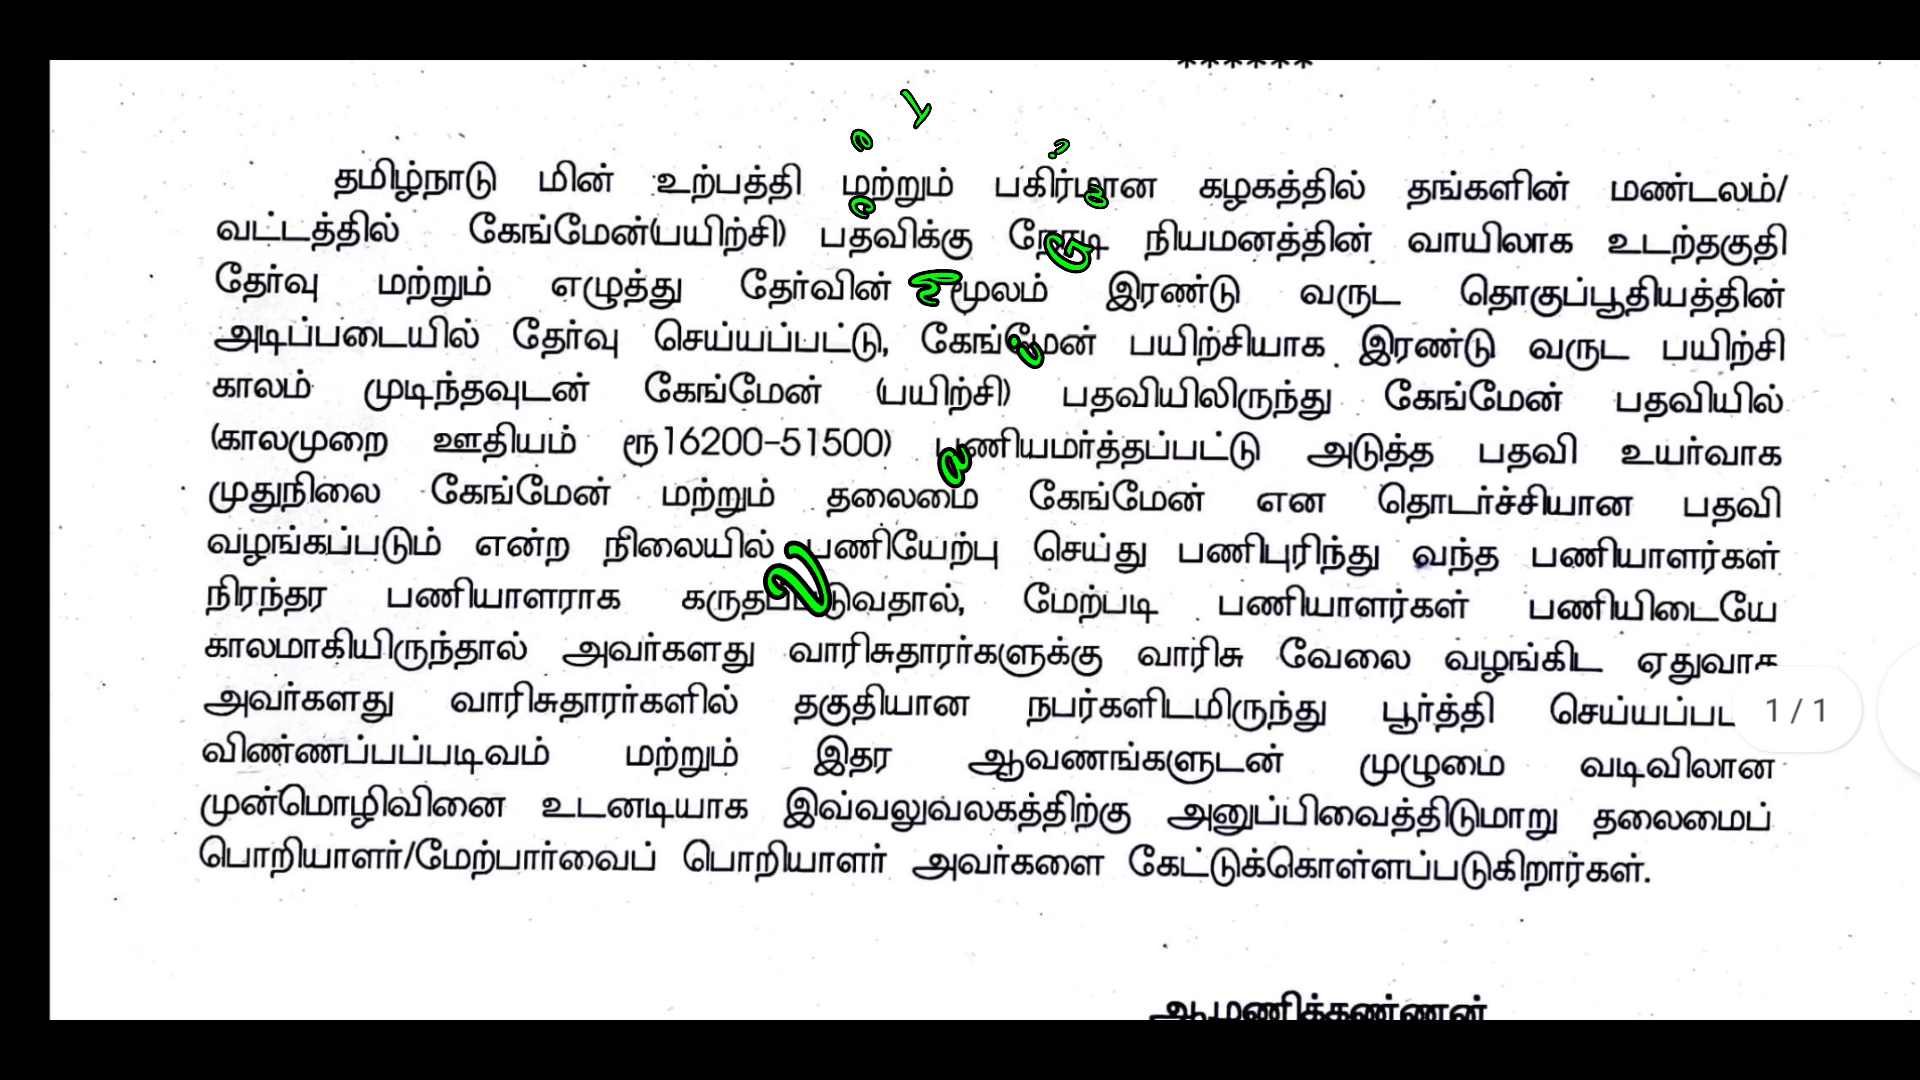 ******
தமிழ்நாடு மின் உற்பத்தி மற்றும் பகிர்மான கழகத்தில் தங்களின் மண்டலம்/
வட்டத்தில் கேங்மேன்(பயிற்சி) பதவிக்கு நேரடி நியமனத்தின் வாயிலாக உடற்தகுதி
தேர்வு மற்றும் எழுத்து தேர்வின் மூலம் இரண்டு வருட தொகுப்பூதியத்தின்
அடிப்படையில் தேர்வு செய்யப்பட்டு, கேங்மேன் பயிற்சியாக இரண்டு வருட பயிற்சி
காலம் முடிந்தவுடன் கேங்மேன் (பயிற்சி) பதவியிலிருந்து கேங்மேன் பதவியில்
(காலமுறை ஊதியம் ரூ16200-51500) பணியமர்த்தப்பட்டு அடுத்த பதவி உயர்வாக
முதுநிலை கேங்மேன் மற்றும் தலைமை கேங்மேன் என தொடர்ச்சியான பதவி
வழங்கப்படும் என்ற நிலையில் பணியேற்பு செய்து பணிபுரிந்து வந்த பணியாளர்கள்
நிரந்தர பணியாளராக கருதப்படுவதால், மேற்படி பணியாளர்கள் பணியிடையே
காலமாகியிருந்தால் அவர்களது வாரிசுதாரர்களுக்கு வாரிசு வேலை வழங்கிட ஏதுவாக
அவர்களது வாரிசுதாரர்களில் தகுதியான நபர்களிடமிருந்து பூர்த்தி செய்யப்பட
விண்ணப்பப்படிவம் மற்றும் இதர ஆவணங்களுடன் முழுமை வடிவிலான
முன்மொழிவினை உடனடியாக இவ்வலுவலகத்திற்கு அனுப்பிவைத்திடுமாறு தலைமைப்
பொறியாளர்/மேற்பார்வைப் பொறியாளர் அவர்களை கேட்டுக்கொள்ளப்படுகிறார்கள்.
ஆ.மணிக்கண்ணன்
1 / 1